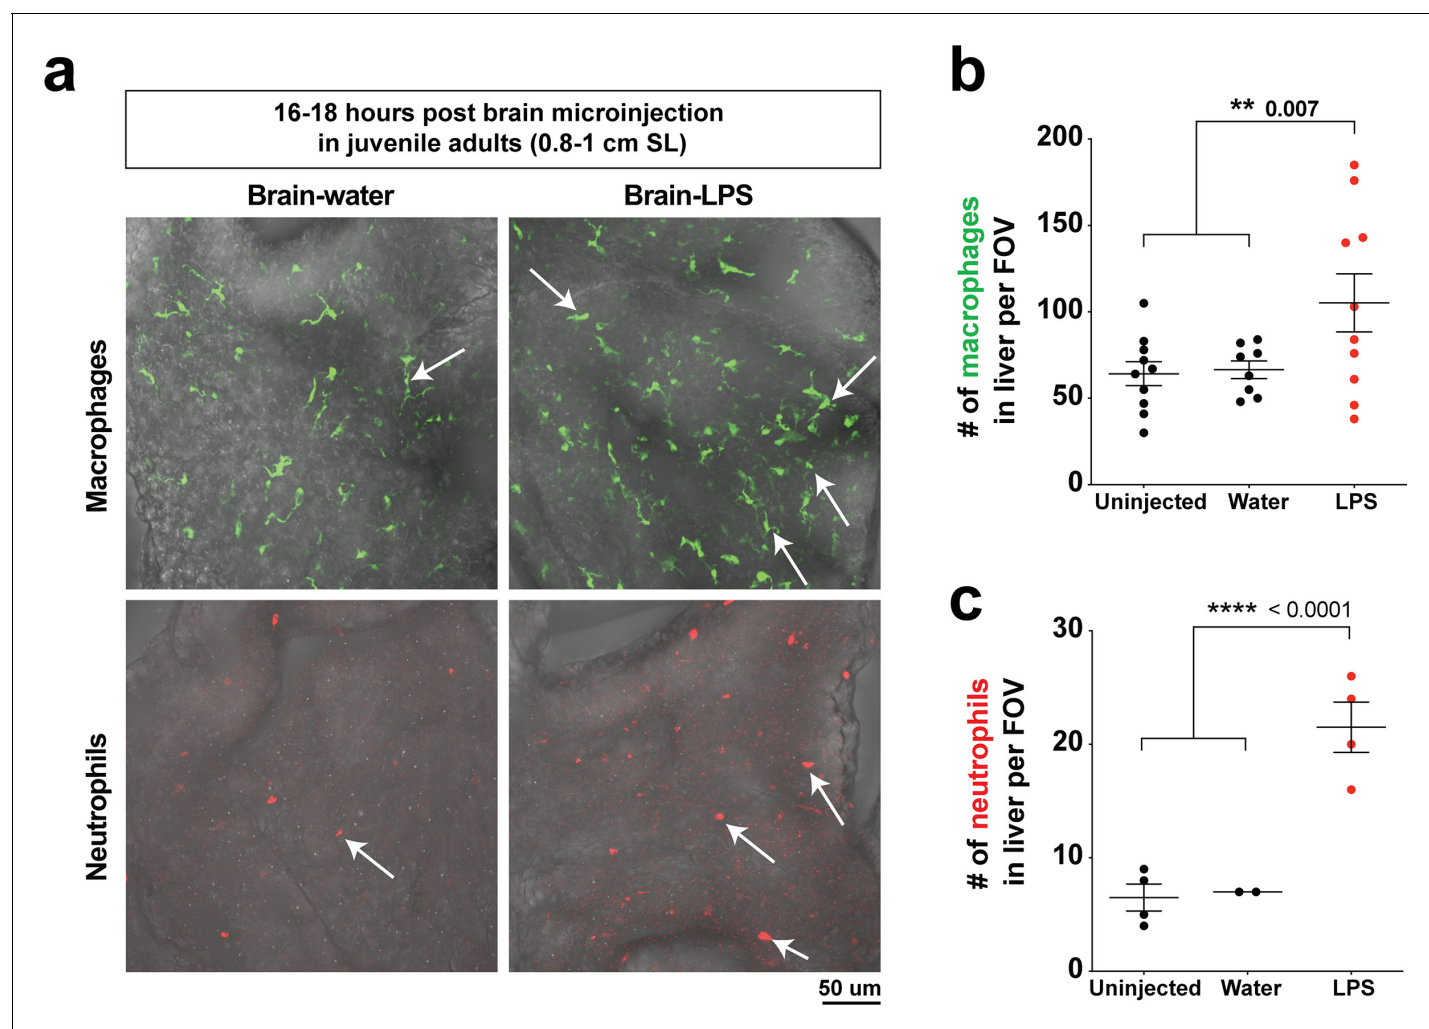 a
16-18 hours post brain microinjection
in juvenile adults (0.8-1 cm SL)
Brain-water
Brain-LPS
Macrophages
Neutrophils
50 um
b
** 0.007
# of macrophages
in liver per FOV
200
150
100
50
0
Uninjected
Water
LPS
c
**** < 0.0001
# of neutrophils
in liver per FOV
30
20
10
0
Uninjected
Water
LPS